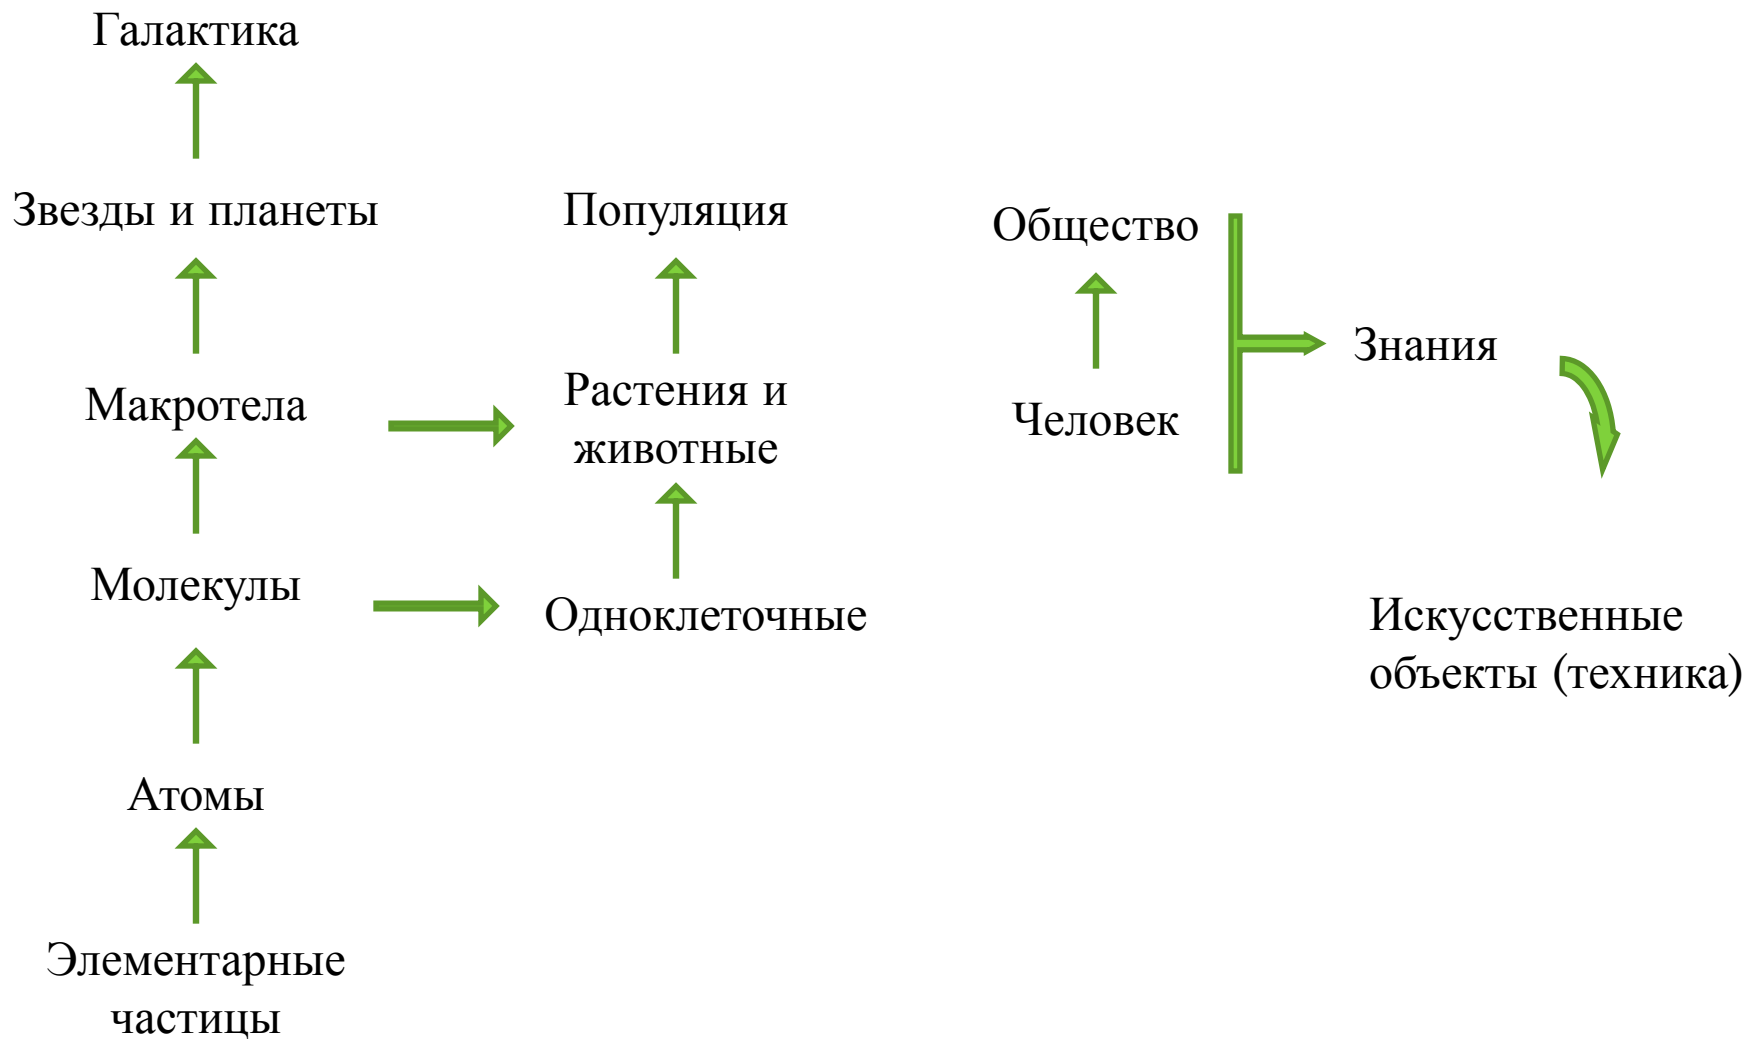 Галактика
Звезды и планеты
Макротела
Молекулы
Атомы
Элементарные
частицы
Популяция
Растения и
животные
Одноклеточные
Общество
Человек
Знания
Искусственные
объекты (техника)